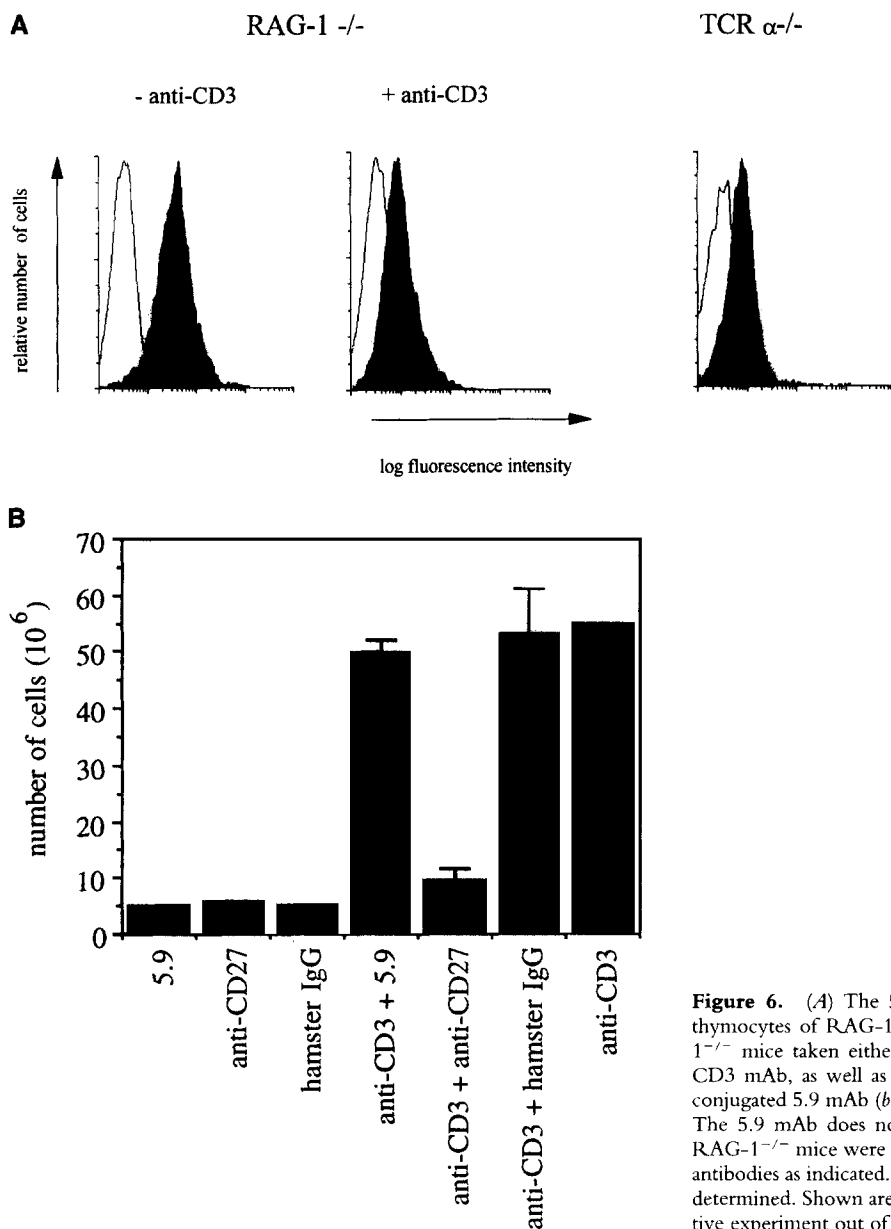 A
RAG-1 -/-
TCR α-/-
- anti-CD3
+ anti-CD3
relative number of cells
log fluorescence intensity
B
number of cells (10^6)
70
60
50
40
30
20
10
0
5.9
anti-CD27
hamster IgG
anti-CD3 + 5.9
anti-CD3 + anti-CD27
anti-CD3 + hamster IgG
anti-CD3
Figure 6. (A) The
thymocytes of RAG-1
1−/− mice taken either
CD3 mAb, as well as
conjugated 5.9 mAb (b
The 5.9 mAb does no
RAG-1−/− mice were
antibodies as indicated.
determined. Shown are
tive experiment out of